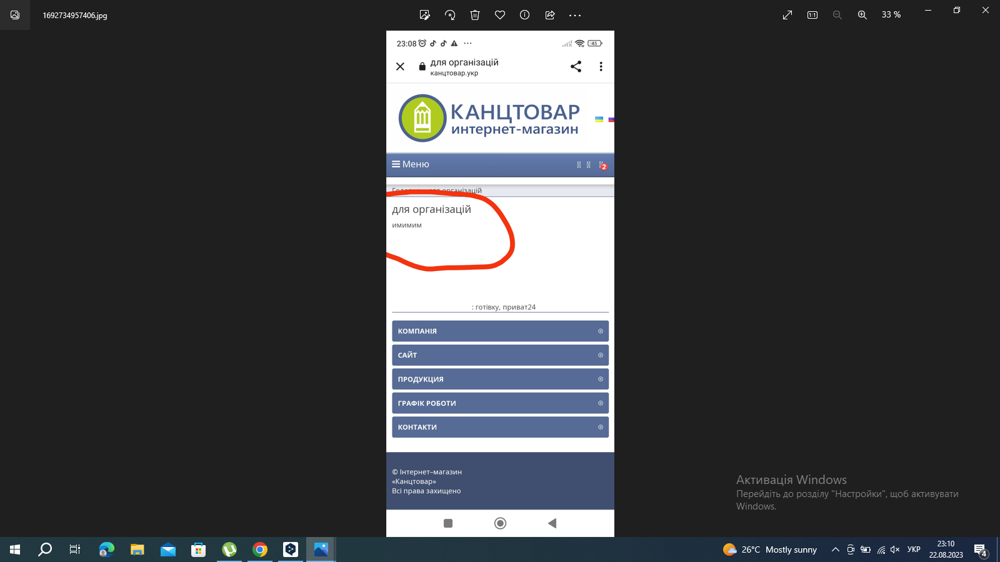 1692734957406.jpg
33 %
23:08
45
для організацій
канцтовар.укр
КАНЦТОВАР
интернет-магазин
Меню
2
для організацій
для організацій
имимим
: готівку, приват24
КОМПАНІЯ
САЙТ
ПРОДУКЦИЯ
ГРАФІК РОБОТИ
КОНТАКТИ
© Інтернет–магазин
«Канцтовар»
Всі права захищено
Активація Windows
Перейдіть до розділу "Настройки", щоб активувати
Windows.
26°C Mostly sunny
УКР
23:10
22.08.2023
4